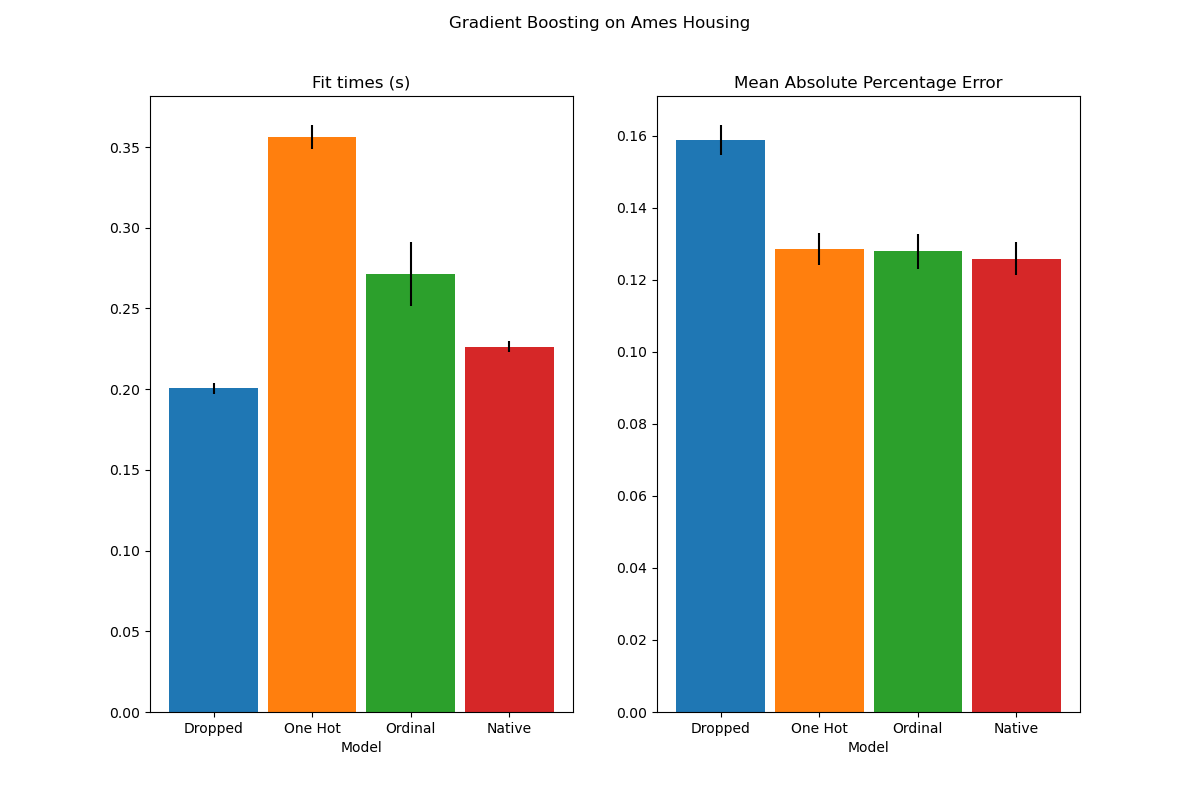 Gradient Boosting on Ames Housing
Fit times (s)
0.35
0.30
0.25
0.20
0.15
0.10
0.05
0.00
Dropped One Hot Ordinal Native
Model
Mean Absolute Percentage Error
0.16
0.14
0.12
0.10
0.08
0.06
0.04
0.02
0.00
Dropped One Hot Ordinal Native
Model